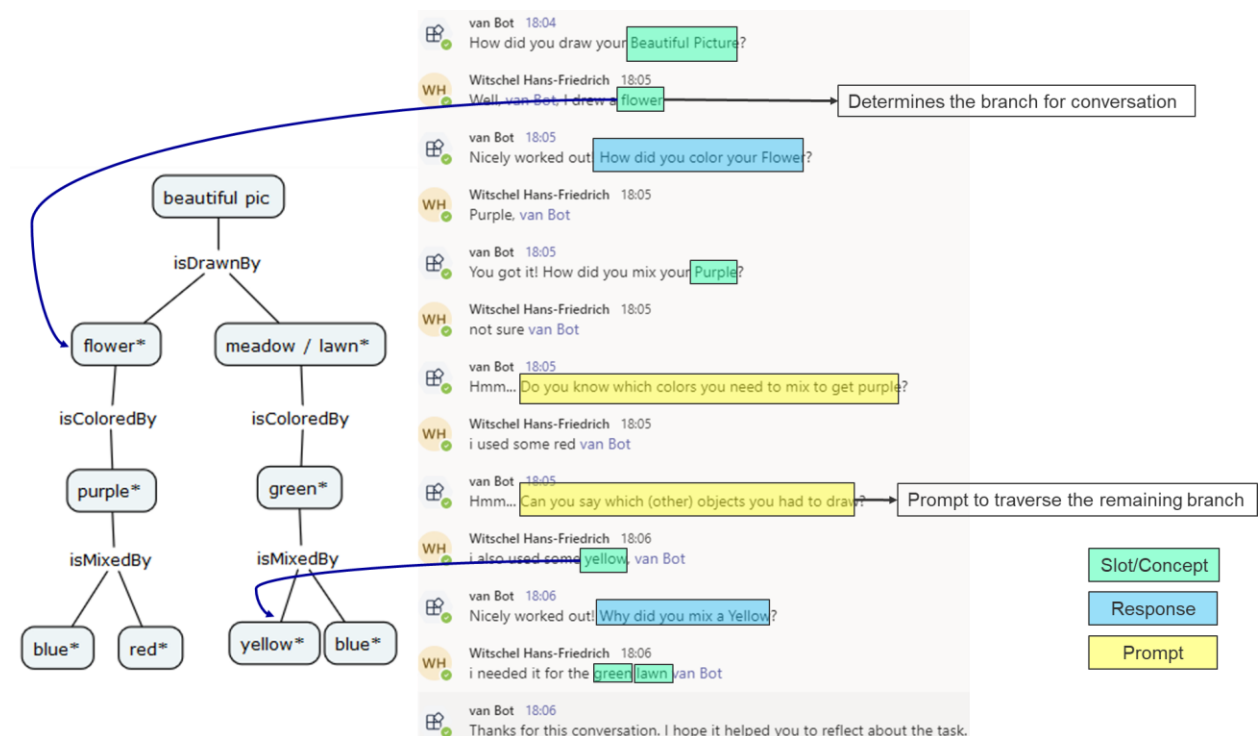 van Bot 18:04
How did you draw your Beautiful Picture?
Witschel Hans-Friedrich 18:05
WH
Well, van Bot, I drew a flower
Determines the branch for conversation
van Bot 18:05
Nicely worked out! How did you color your Flower?
Witschel Hans-Friedrich 18:05
WH
Purple, van Bot
van Bot 18:05
You got it! How did you mix your Purple?
Witschel Hans-Friedrich 18:05
WH
not sure van Bot
van Bot 18:05
Hmm... Do you know which colors you need to mix to get purple?
Witschel Hans-Friedrich 18:05
WH
i used some red van Bot
van Bot 18:05
Hmm... Can you say which (other) objects you had to draw?
Prompt to traverse the remaining branch
Witschel Hans-Friedrich 18:06
WH
i also used some yellow, van Bot
van Bot 18:06
Nicely worked out! Why did you mix a Yellow?
Witschel Hans-Friedrich 18:06
WH
i needed it for the green lawn van Bot
van Bot 18:06
Thanks for this conversation. I hope it helped you to reflect about the task.
beautiful pic
isDrawnBy
flower*
meadow / lawn*
isColoredBy
isColoredBy
purple*
green*
isMixedBy
isMixedBy
blue*
red*
yellow*
blue*
Slot/Concept
Response
Prompt